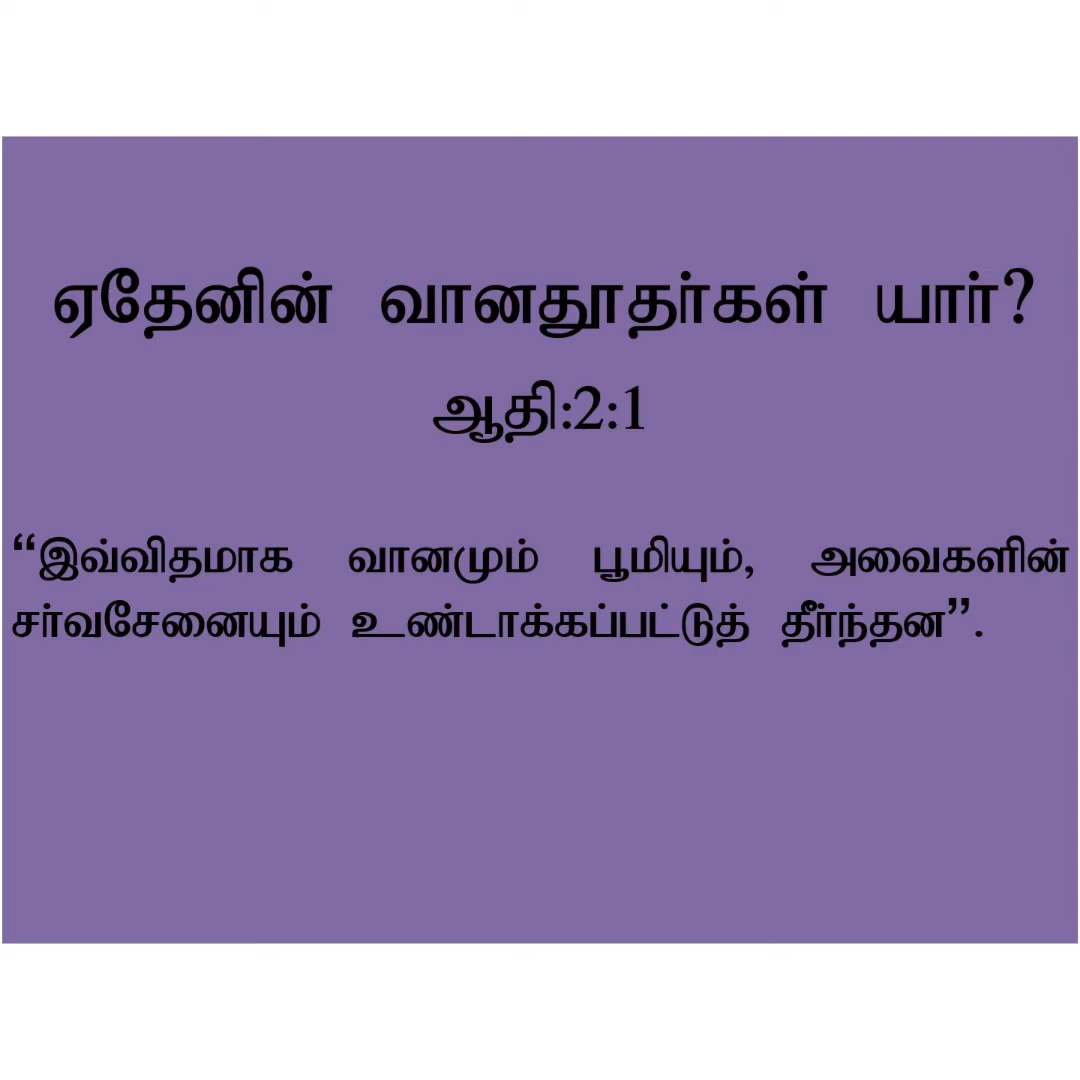 ஏதேனின் வானதூதர்கள் யார்?
ஆதி:2:1
“இவ்விதமாக வானமும் பூமியும், அவைகளின்
சர்வசேனையும் உண்டாக்கப்பட்டுத் தீர்ந்தன”.